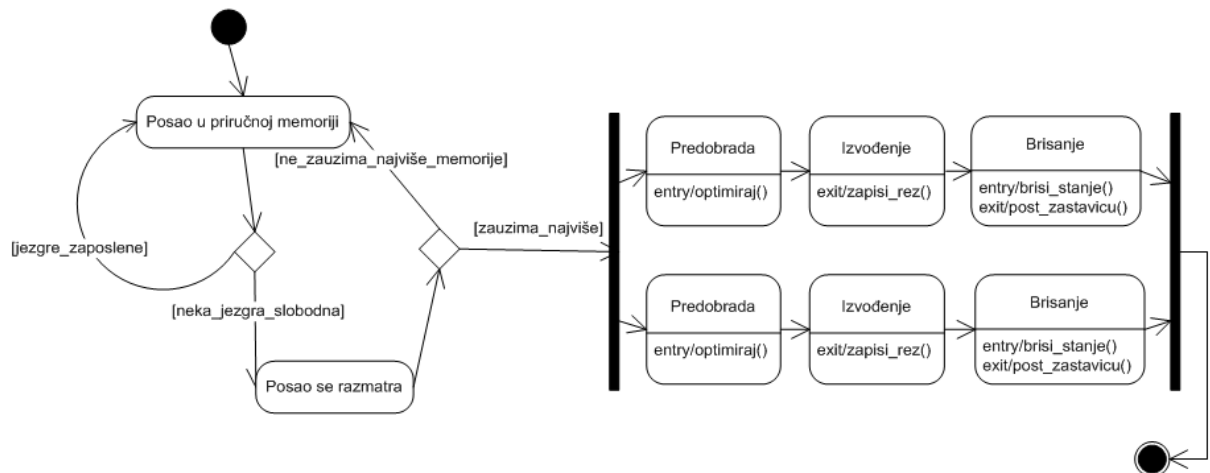 Posao u priručnoj memoriji
[ne_zauzima_najviše_memorije]
[jezgre_zaposlene]
[neka_jezgra_slobodna]
Posao se razmatra
[zauzima_najviše]
Predobrada
entry/optimiraj()
Izvođenje
exit/zapisi_rez()
Brisanje
entry/brisi_stanje()
exit/post_zastavicu()
Predobrada
entry/optimiraj()
Izvođenje
exit/zapisi_rez()
Brisanje
entry/brisi_stanje()
exit/post_zastavicu()